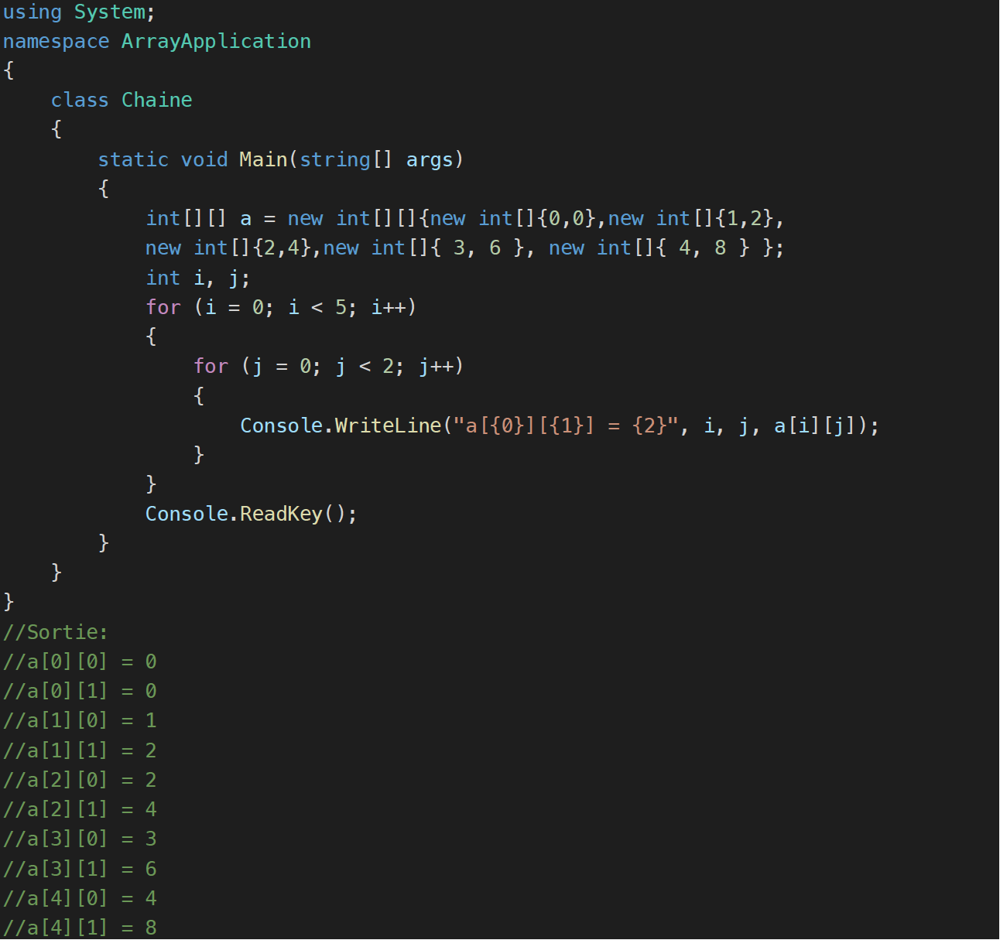 using System;
namespace ArrayApplication
{
    class Chaine
    {
        static void Main(string[] args)
        {
            int[][] a = new int[][]{new int[]{0,0},new int[]{1,2},
            new int[]{2,4},new int[]{ 3, 6 }, new int[]{ 4, 8 } };
            int i, j;
            for (i = 0; i < 5; i++)
            {
                for (j = 0; j < 2; j++)
                {
                    Console.WriteLine("a[{0}][{1}] = {2}", i, j, a[i][j]);
                }
            }
            Console.ReadKey();
        }
    }
}
//Sortie:
//a[0][0] = 0
//a[0][1] = 0
//a[1][0] = 1
//a[1][1] = 2
//a[2][0] = 2
//a[2][1] = 4
//a[3][0] = 3
//a[3][1] = 6
//a[4][0] = 4
//a[4][1] = 8